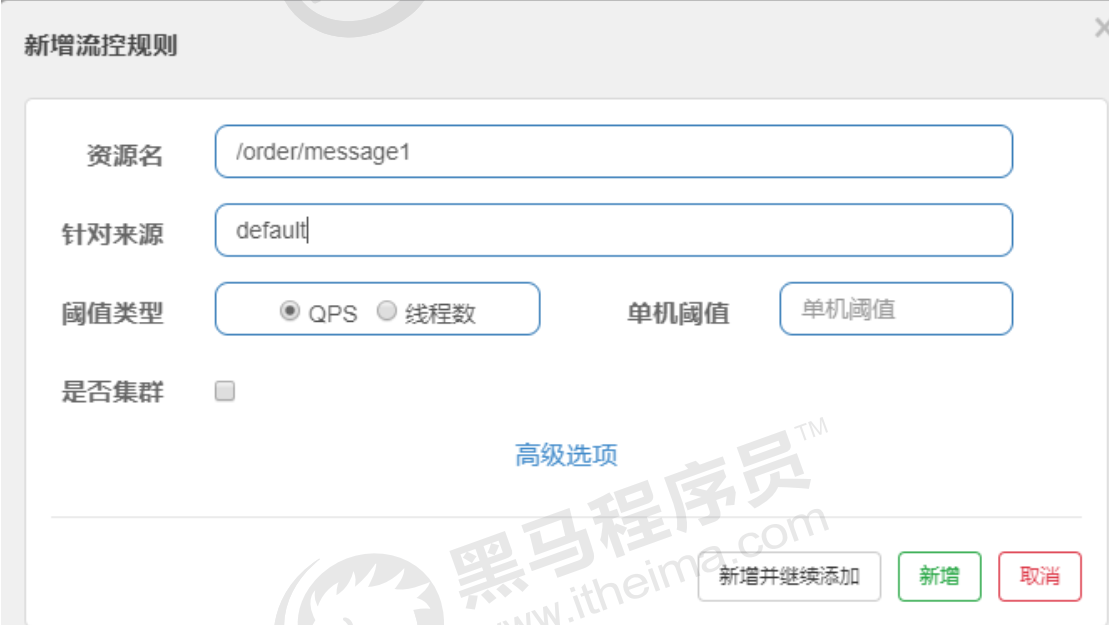 新增流控规则
×
资源名 /order/message1
针对来源 default
阈值类型 QPS 线程数 单机阈值 单机阈值
是否集群
高级选项
黑马程序员™
www.itheima.com
新增并继续添加 新增 取消